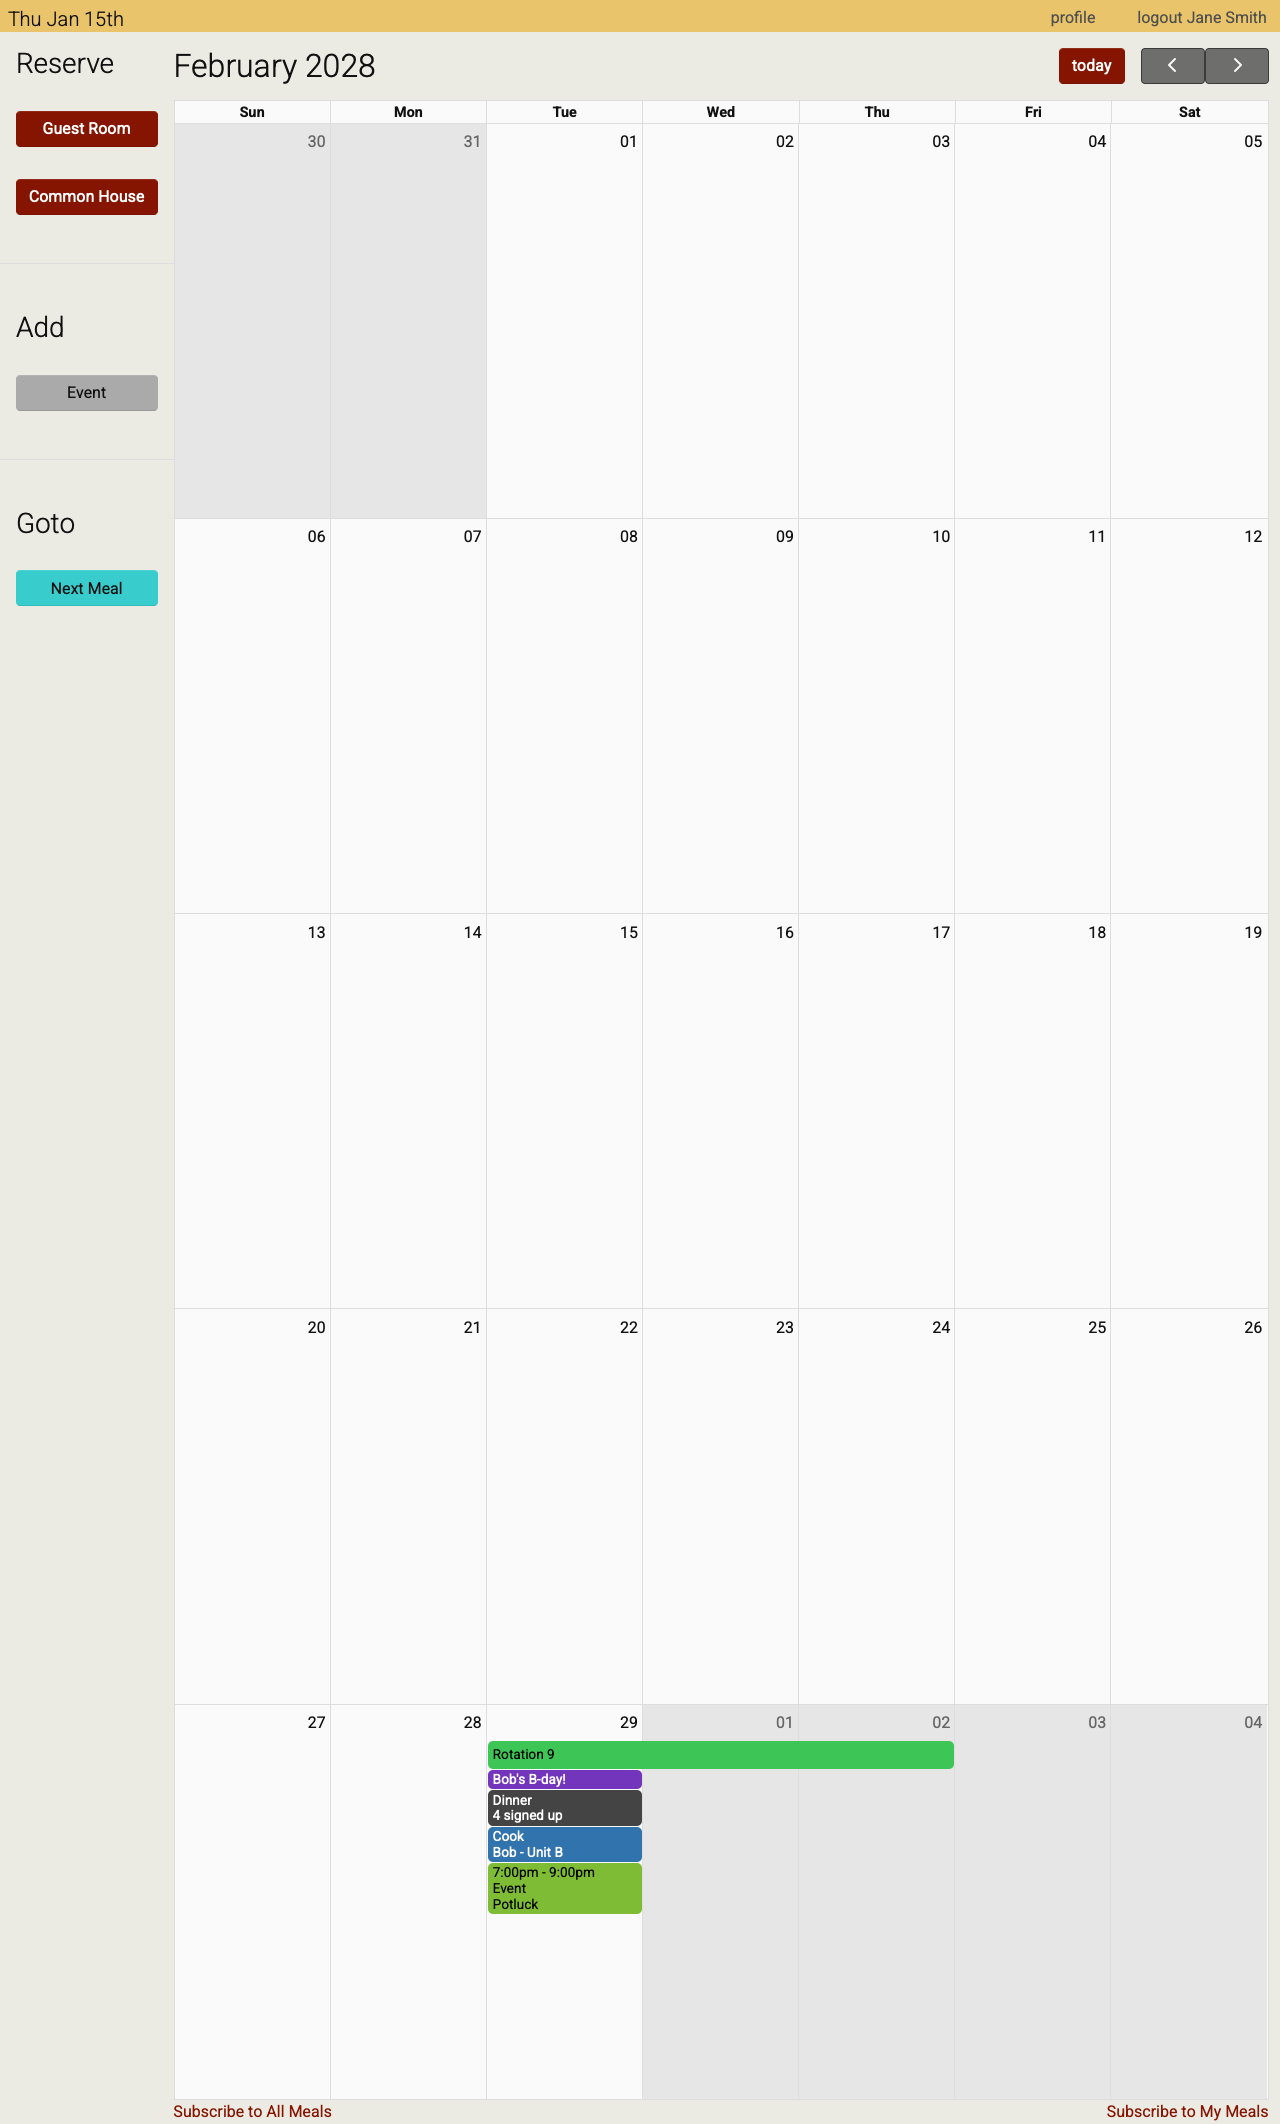 Thu Jan 15th
profile
logout Jane Smith
Reserve
Guest Room
Common House
Add
Event
Goto
Next Meal
February 2028
today
Sun Mon Tue Wed Thu Fri Sat
30 31 01 02 03 04 05
06 07 08 09 10 11 12
13 14 15 16 17 18 19
20 21 22 23 24 25 26
27 28 29 01 02 03 04
Rotation 9
Bob's B-day!
Dinner
4 signed up
Cook
Bob - Unit B
7:00pm - 9:00pm
Event
Potluck
Subscribe to All Meals
Subscribe to My Meals